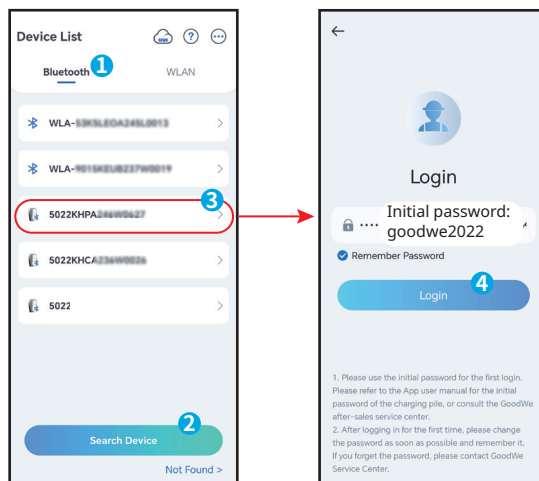 Device List
Bluetooth 1
WLAN
WLA-
WLA-
5022KHPA
3
5022KHCA
5022
2
Search Device
Not Found >
Login
Initial password:
goodwe2022
Remember Password
4
Login
1. Please use the initial password for the first login.
Please refer to the App user manual for the initial
password of the charging pile, or consult the GoodWe
after-sales service center.
2. After logging in for the first time, please change
the password as soon as possible and remember it.
If you forget the password, please contact GoodWe
Service Center.